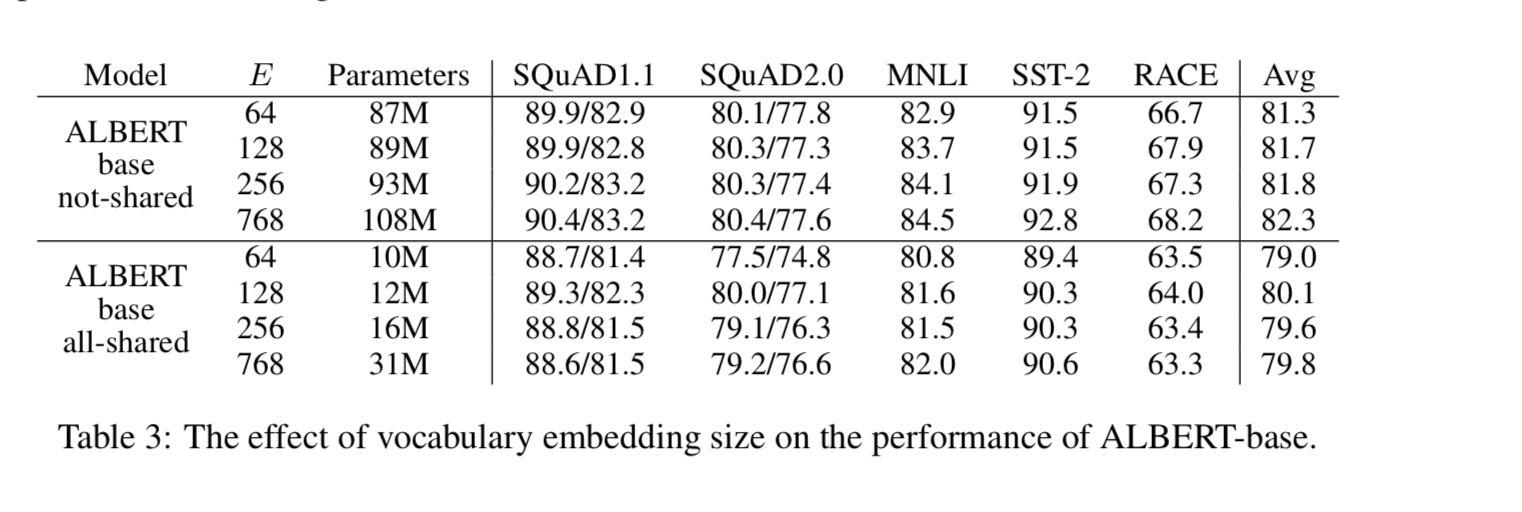 Model E Parameters SQuAD1.1 SQuAD2.0 MNLI SST-2 RACE Avg
ALBERT base not-shared
64 87M 89.9/82.9 80.1/77.8 82.9 91.5 66.7 81.3
128 89M 89.9/82.8 80.3/77.3 83.7 91.5 67.9 81.7
256 93M 90.2/83.2 80.3/77.4 84.1 91.9 67.3 81.8
768 108M 90.4/83.2 80.4/77.6 84.5 92.8 68.2 82.3
ALBERT base all-shared
64 10M 88.7/81.4 77.5/74.8 80.8 89.4 63.5 79.0
128 12M 89.3/82.3 80.0/77.1 81.6 90.3 64.0 80.1
256 16M 88.8/81.5 79.1/76.3 81.5 90.3 63.4 79.6
768 31M 88.6/81.5 79.2/76.6 82.0 90.6 63.3 79.8
Table 3: The effect of vocabulary embedding size on the performance of ALBERT-base.